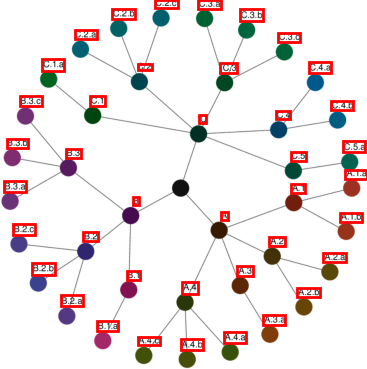 C.3.a
C.2.c
C.2.b
C.3.b
C.2.a
C.3.c
C.1.a
C.2
C.3
C.4.a
B.3.c
C.1
C.4.b
C.4
B.3.b
B.3
C.5
C.5.a
A.1.a
B.3.a
A.1
B
A
A.1.b
B.2.c
B.2
A.2
A.2.a
B.2.b
B.1
A.3
A.4
A.2.b
B.2.a
A.3.a
B.1.a
A.4.c
A.4.b
A.4.a